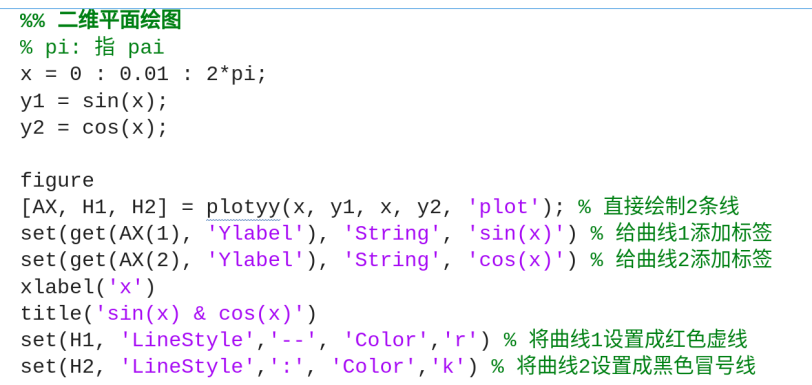 %% 二维平面绘图
% pi: 指 pai
x = 0 : 0.01 : 2*pi;
y1 = sin(x);
y2 = cos(x);
figure
[AX, H1, H2] = plotyy(x, y1, x, y2, 'plot'); % 直接绘制2条线
set(get(AX(1), 'Ylabel'), 'String', 'sin(x)') % 给曲线1添加标签
set(get(AX(2), 'Ylabel'), 'String', 'cos(x)') % 给曲线2添加标签
xlabel('x')
title('sin(x) & cos(x)')
set(H1, 'LineStyle','--', 'Color','r') % 将曲线1设置成红色虚线
set(H2, 'LineStyle',':', 'Color','k') % 将曲线2设置成黑色冒号线